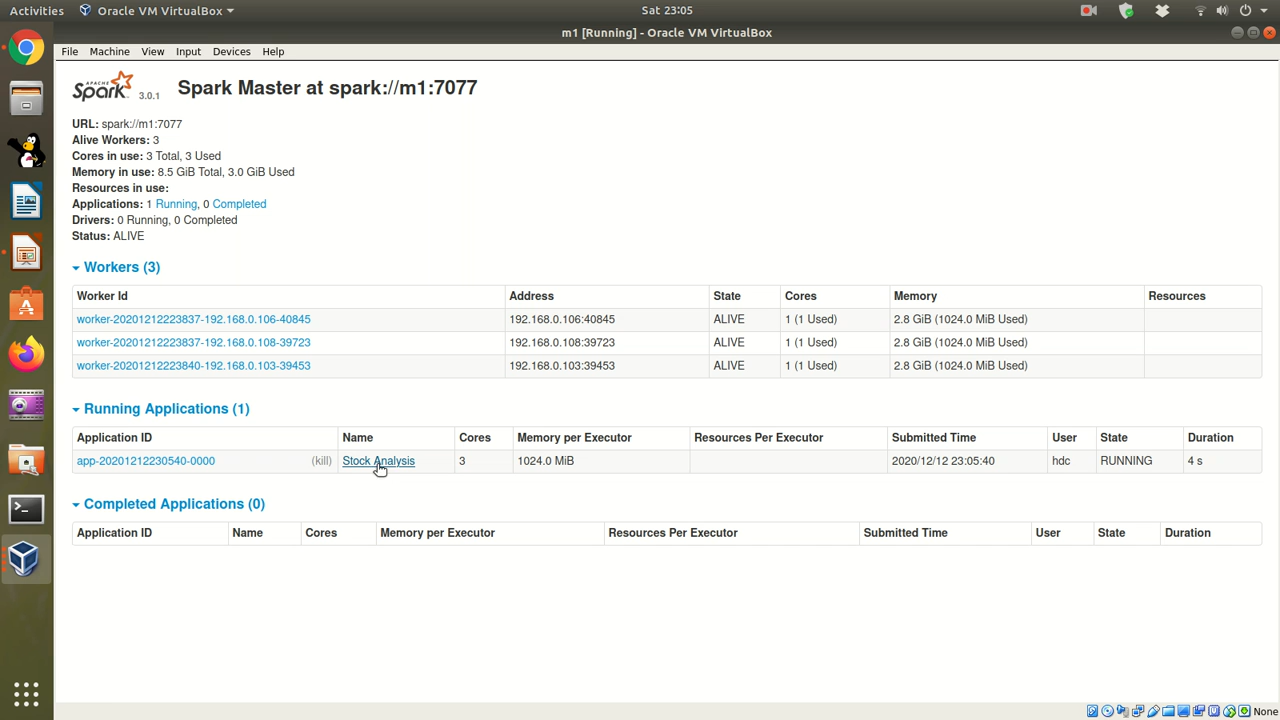 Activities Oracle VM VirtualBox Sat 23:05
m1 [Running] - Oracle VM VirtualBox
File Machine View Input Devices Help
APACHE Spark 3.0.1 Spark Master at spark://m1:7077
URL: spark://m1:7077
Alive Workers: 3
Cores in use: 3 Total, 3 Used
Memory in use: 8.5 GiB Total, 3.0 GiB Used
Resources in use:
Applications: 1 Running, 0 Completed
Drivers: 0 Running, 0 Completed
Status: ALIVE
Workers (3)
Worker Id Address State Cores Memory Resources
worker-20201212223837-192.168.0.106-40845 192.168.0.106:40845 ALIVE 1 (1 Used) 2.8 GiB (1024.0 MiB Used)
worker-20201212223837-192.168.0.108-39723 192.168.0.108:39723 ALIVE 1 (1 Used) 2.8 GiB (1024.0 MiB Used)
worker-20201212223840-192.168.0.103-39453 192.168.0.103:39453 ALIVE 1 (1 Used) 2.8 GiB (1024.0 MiB Used)
Running Applications (1)
Application ID Name Cores Memory per Executor Resources Per Executor Submitted Time User State Duration
app-20201212230540-0000 (kill) Stock Analysis 3 1024.0 MiB 2020/12/12 23:05:40 hdc RUNNING 4 s
Completed Applications (0)
Application ID Name Cores Memory per Executor Resources Per Executor Submitted Time User State Duration
None